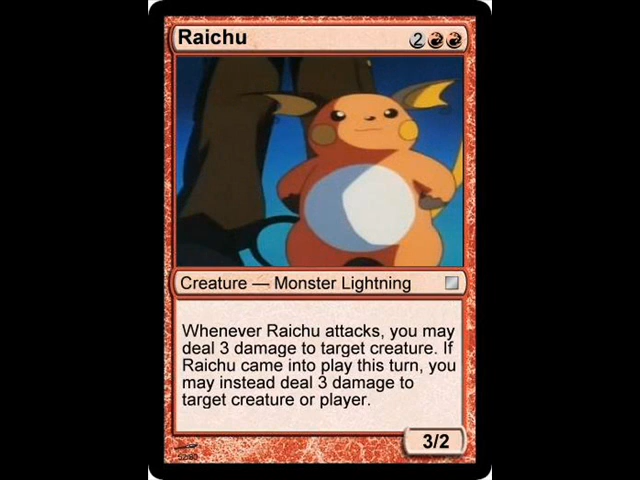 Raichu 2
Creature — Monster Lightning
Whenever Raichu attacks, you may
deal 3 damage to target creature. If
Raichu came into play this turn, you
may instead deal 3 damage to
target creature or player.
3/2